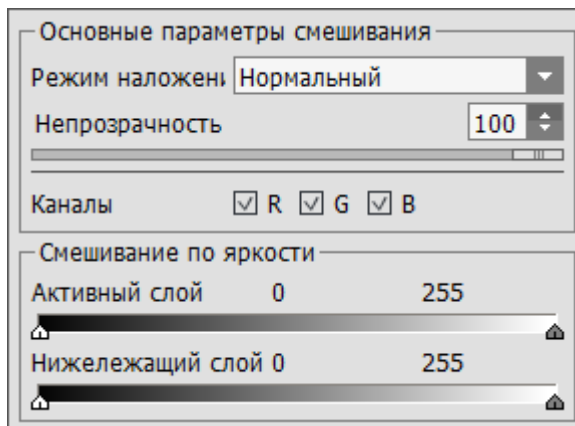 Основные параметры смешивания
Режим наложени Нормальный
Непрозрачность 100
Каналы R G B
Смешивание по яркости
Активный слой 0 255
Нижележащий слой 0 255